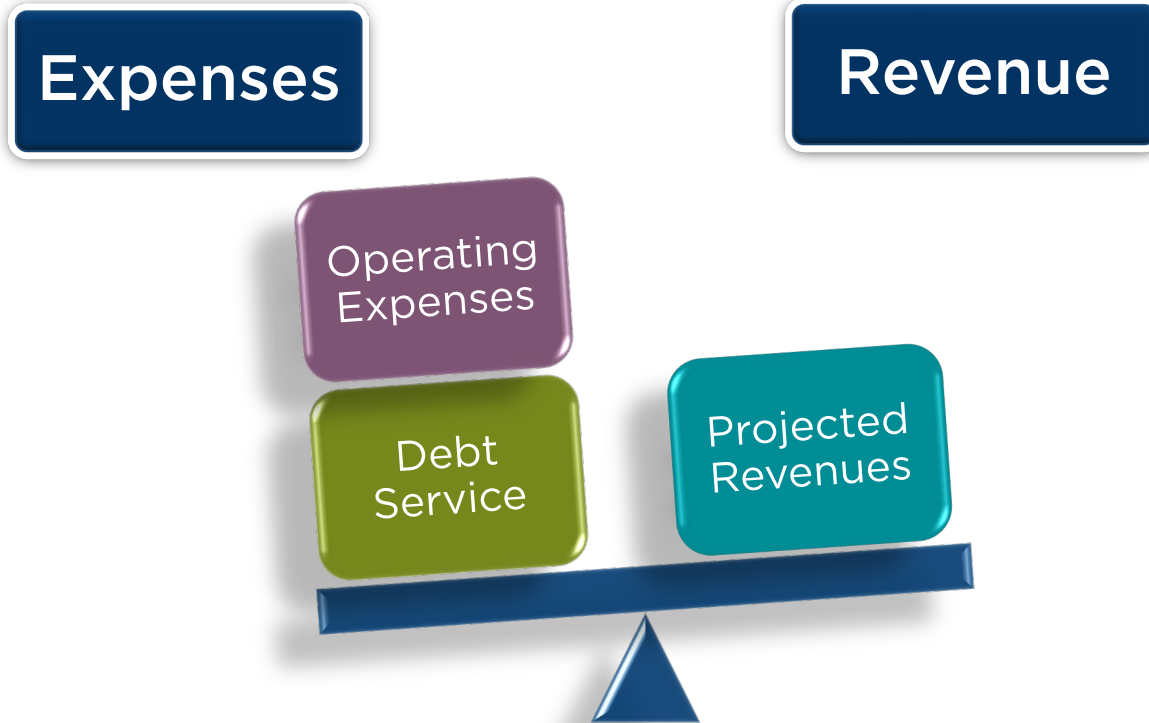 Expenses
Revenue
Operating
Expenses
Debt
Service
Projected
Revenues